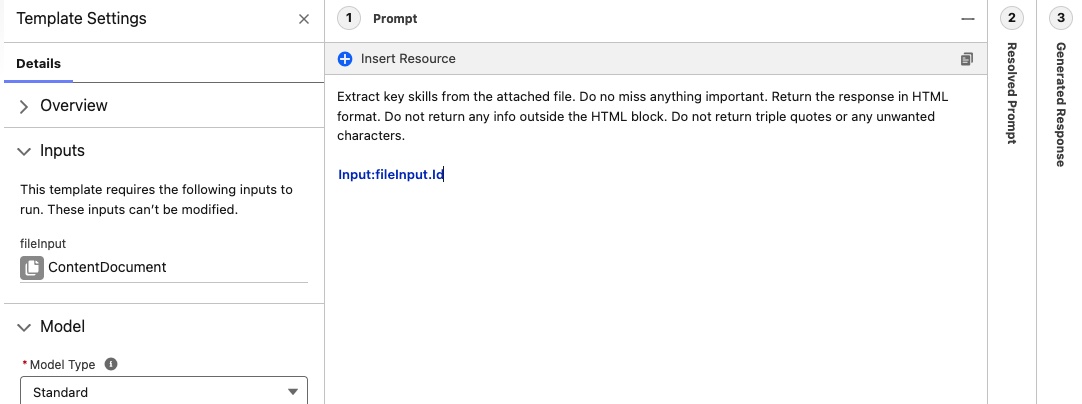 Template Settings
Details
Overview
Inputs
This template requires the following inputs to
run. These inputs can’t be modified.
fileInput
ContentDocument
Model
* Model Type
Standard
1 Prompt
Insert Resource
Extract key skills from the attached file. Do no miss anything important. Return the response in HTML
format. Do not return any info outside the HTML block. Do not return triple quotes or any unwanted
characters.
Input:fileInput.Id
2 Resolved Prompt
3 Generated Response